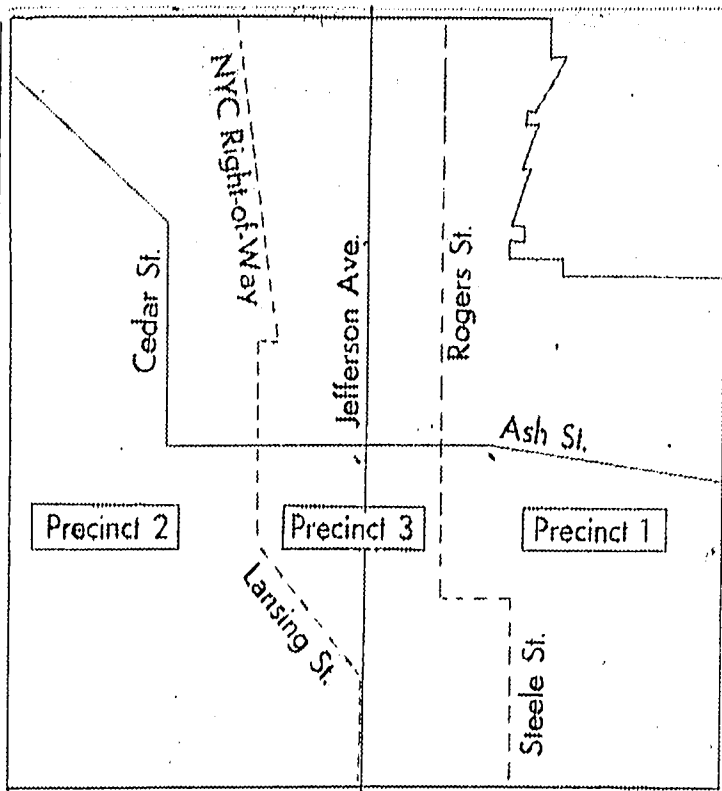 NYC Right-of-Way
Cedar St.
Jefferson Ave.
Rogers St.
Ash St.
Precinct 2
Precinct 3
Precinct 1
Lansing St.
Steele St.